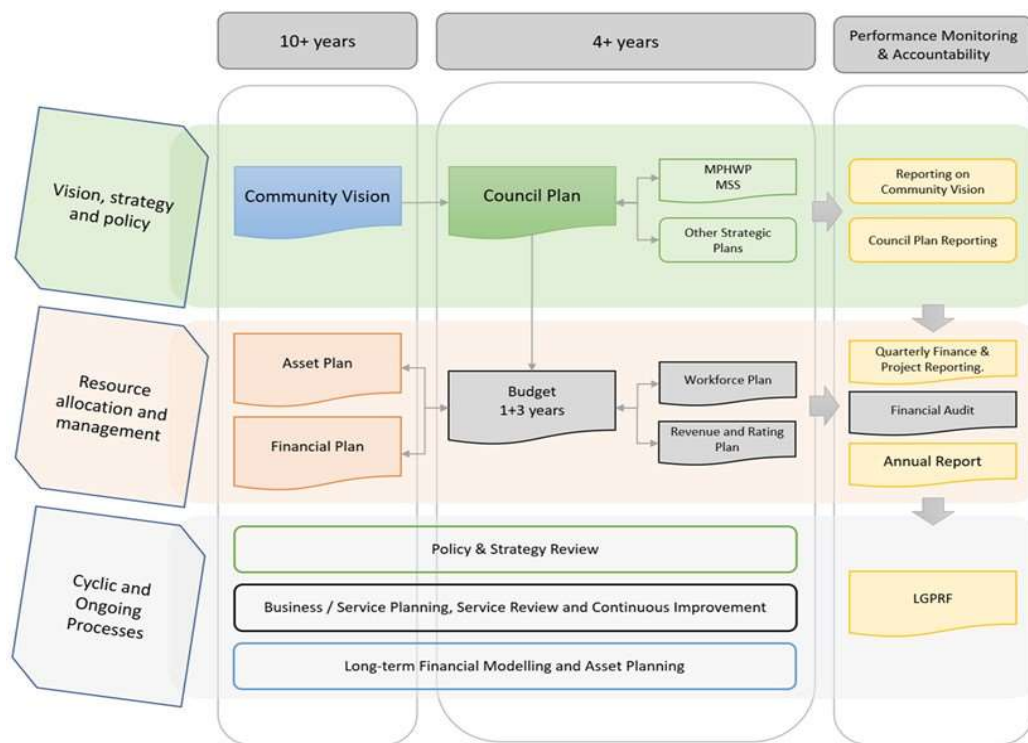 10+ years
4+ years
Performance Monitoring
& Accountability
Vision, strategy
and policy
Community Vision
Council Plan
MPHWP
MSS
Other Strategic
Plans
Reporting on
Community Vision
Council Plan Reporting
Resource
allocation and
management
Asset Plan
Financial Plan
Budget
1+3 years
Workforce Plan
Revenue and Rating
Plan
Quarterly Finance &
Project Reporting.
Financial Audit
Annual Report
Cyclic and
Ongoing
Processes
Policy & Strategy Review
Business / Service Planning, Service Review and Continuous Improvement
Long-term Financial Modelling and Asset Planning
LGPRF